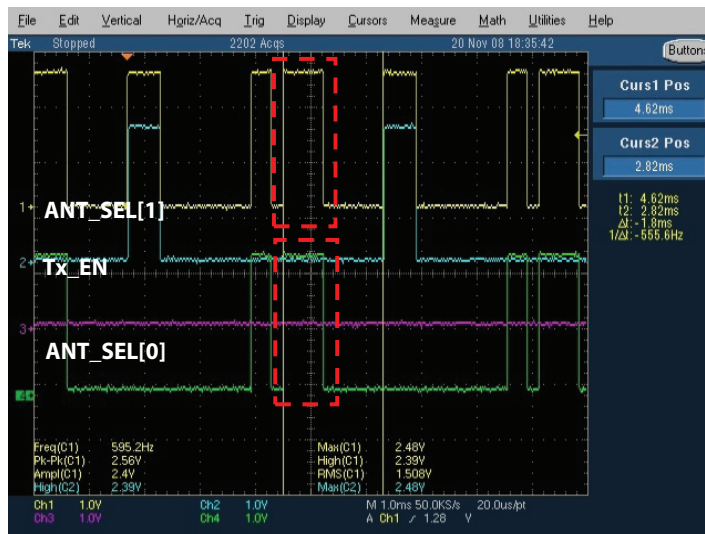 File Edit Vertical Horiz/Acq Trig Display Cursors Measure Math Utilities Help
Tek Stopped 2202 Acqs 20 Nov 08 18:35:42
Buttons
Curs1 Pos
4.62ms
Curs2 Pos
2.82ms
t1: 4.62ms
t2: 2.82ms
Δt: -1.8ms
1/Δt: -555.6Hz
1
ANT_SEL[1]
2
Tx_EN
3
ANT_SEL[0]
4
Freq(C1) 595.2Hz Max(C1) 2.48V
Pk-Pk(C1) 2.56V High(C1) 2.39V
Ampl(C1) 2.4V RMS(C1) 1.508V
High(C2) 2.39V Max(C2) 2.48V
Ch1 1.0V Ch2 1.0V M 1.0ms 50.0KS/s 20.0us/pt
Ch3 1.0V Ch4 1.0V A Ch1 ⁄ 1.28 V